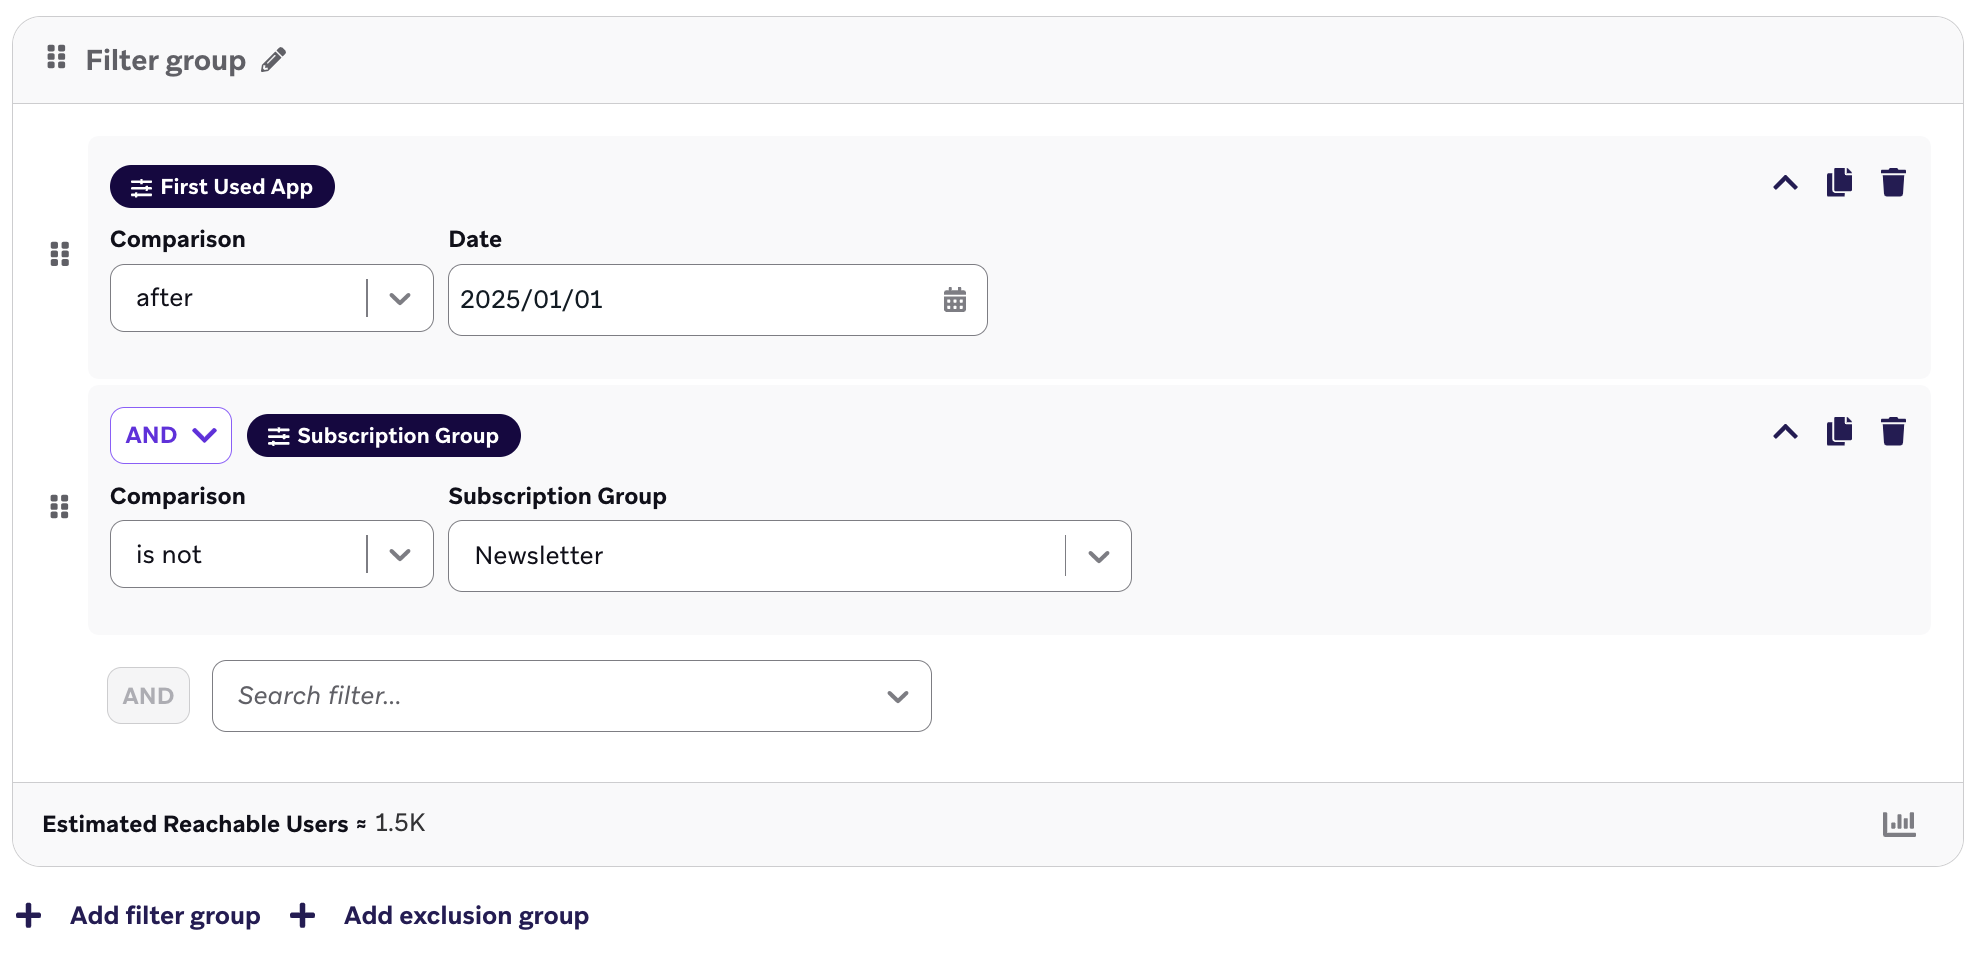 Filter group
First Used App
Comparison Date
after 2025/01/01
AND Subscription Group
Comparison Subscription Group
is not Newsletter
AND Search filter...
Estimated Reachable Users ≈ 1.5K
Add filter group Add exclusion group